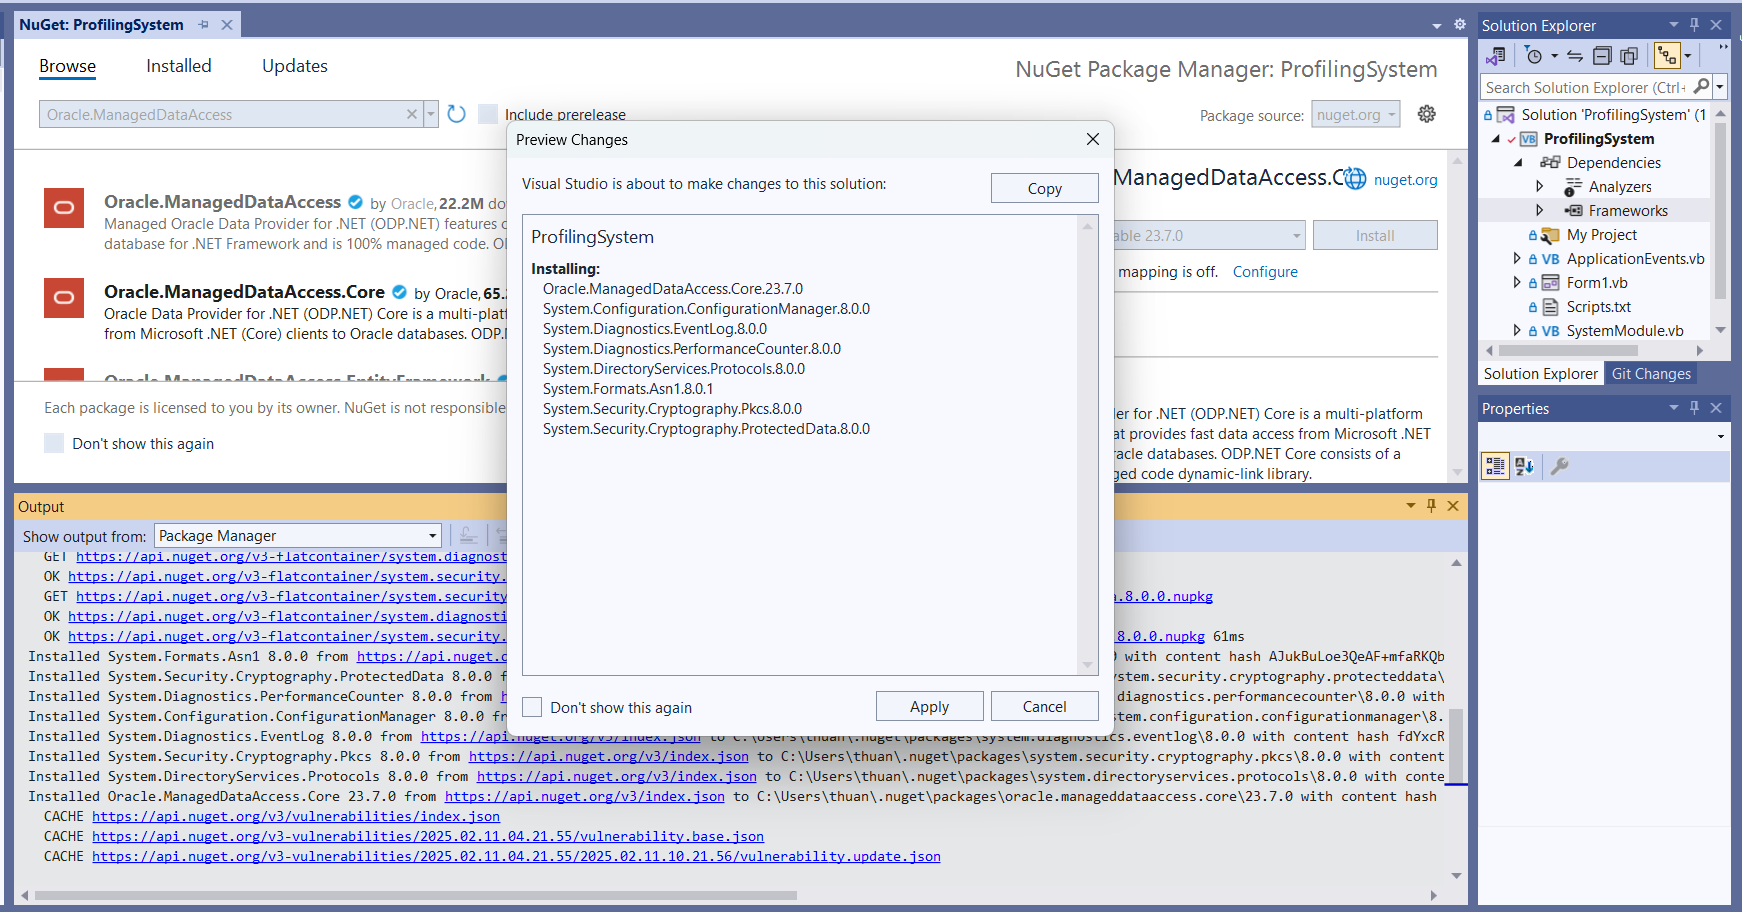 NuGet: ProfilingSystem
Browse
Installed
Updates
NuGet Package Manager: ProfilingSystem
Oracle.ManagedDataAccess
Include prerelease
Package source:
nuget.org
Oracle.ManagedDataAccess by Oracle, 22.2M
Managed Oracle Data Provider for .NET (ODP.NET) features
database for .NET Framework and is 100% managed code.
Oracle.ManagedDataAccess.Core by Oracle, 65.
Oracle Data Provider for .NET (ODP.NET) Core is a
from Microsoft .NET (Core) clients to Oracle databases.
Oracle.ManagedDataAccess.EntityFramework
Each package is licensed to you by its owner. NuGet is not responsible
Don't show this again
Preview Changes
Visual Studio is about to make changes to this solution:
Copy
ProfilingSystem
Installing:
Oracle.ManagedDataAccess.Core.23.7.0
System.Configuration.ConfigurationManager.8.0.0
System.Diagnostics.EventLog.8.0.0
System.Diagnostics.PerformanceCounter.8.0.0
System.DirectoryServices.Protocols.8.0.0
System.Formats.Asn1.8.0.1
System.Security.Cryptography.Pkcs.8.0.0
System.Security.Cryptography.ProtectedData.8.0.0
Don't show this again
Apply
Cancel
ManagedDataAccess.C
nuget.org
able 23.7.0
Install
mapping is off. Configure
er for .NET (ODP.NET) Core is a multi-platform
at provides fast data access from Microsoft .NET
racle databases. ODP.NET Core consists of a
ged code dynamic-link library.
Output
Show output from: Package Manager
GET https://api.nuget.org/v3-flatcontainer/system.diagnost
OK https://api.nuget.org/v3-flatcontainer/system.security.
GET https://api.nuget.org/v3-flatcontainer/system.security a.8.0.0.nupkg
OK https://api.nuget.org/v3-flatcontainer/system.diagnosti
OK https://api.nuget.org/v3-flatcontainer/system.security. 8.0.0.nupkg 61ms
Installed System.Formats.Asn1 8.0.0 from https://api.nuget.o 0 with content hash AJukBuLoe3QeAF+mfaRKQb
Installed System.Security.Cryptography.ProtectedData 8.0.0 f stem.security.cryptography.protecteddata\
Installed System.Diagnostics.PerformanceCounter 8.0.0 from h diagnostics.performancecounter\8.0.0 with
Installed System.Configuration.ConfigurationManager 8.0.0 fr tem.configuration.configurationmanager\8.
Installed System.Diagnostics.EventLog 8.0.0 from https://api.nuget.org/v3/index.json to C:\Users\thuan\.nuget\packages\system.diagnostics.eventlog\8.0.0 with content hash fdYxcR
Installed System.Security.Cryptography.Pkcs 8.0.0 from https://api.nuget.org/v3/index.json to C:\Users\thuan\.nuget\packages\system.security.cryptography.pkcs\8.0.0 with content
Installed System.DirectoryServices.Protocols 8.0.0 from https://api.nuget.org/v3/index.json to C:\Users\thuan\.nuget\packages\system.directoryservices.protocols\8.0.0 with conte
Installed Oracle.ManagedDataAccess.Core 23.7.0 from https://api.nuget.org/v3/index.json to C:\Users\thuan\.nuget\packages\oracle.manageddataaccess.core\23.7.0 with content hash
CACHE https://api.nuget.org/v3/vulnerabilities/index.json
CACHE https://api.nuget.org/v3-vulnerabilities/2025.02.11.04.21.55/vulnerability.base.json
CACHE https://api.nuget.org/v3-vulnerabilities/2025.02.11.04.21.55/2025.02.11.10.21.56/vulnerability.update.json
Solution Explorer
Search Solution Explorer (Ctrl+
Solution 'ProfilingSystem' (1
VB ProfilingSystem
Dependencies
Analyzers
Frameworks
My Project
VB ApplicationEvents.vb
Form1.vb
Scripts.txt
VB SystemModule.vb
Solution Explorer
Git Changes
Properties